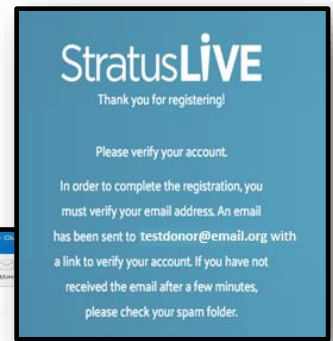 StratusLIVE
Thank you for registering!
Please verify your account.
In order to complete the registration, you
must verify your email address. An email
has been sent to testdonor@email.org with
a link to verify your account. If you have not
received the email after a few minutes,
please check your spam folder.